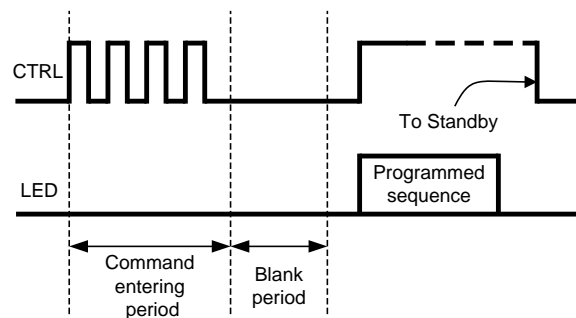 CTRL
To Standby
LED
Programmed
sequence
Command
entering
period
Blank
period